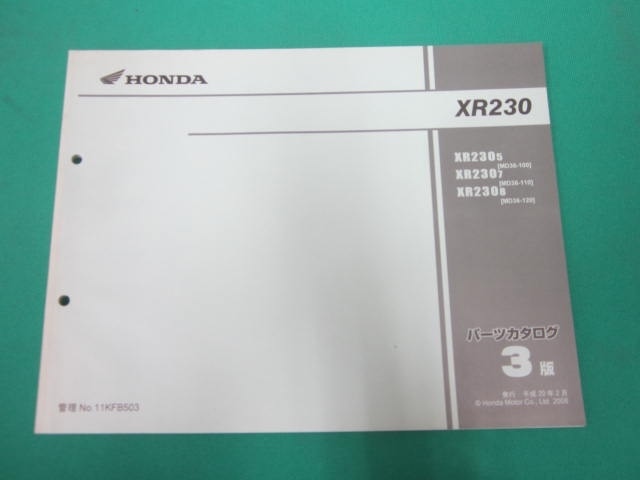 HONDA
XR230
XR2305
[MD36-100]
XR2307
[MD36-110]
XR2308
[MD36-120]
パーツカタログ
3版
発行 平成20年2月
© Honda Motor Co., Ltd. 2008
管理 No.11KFB503